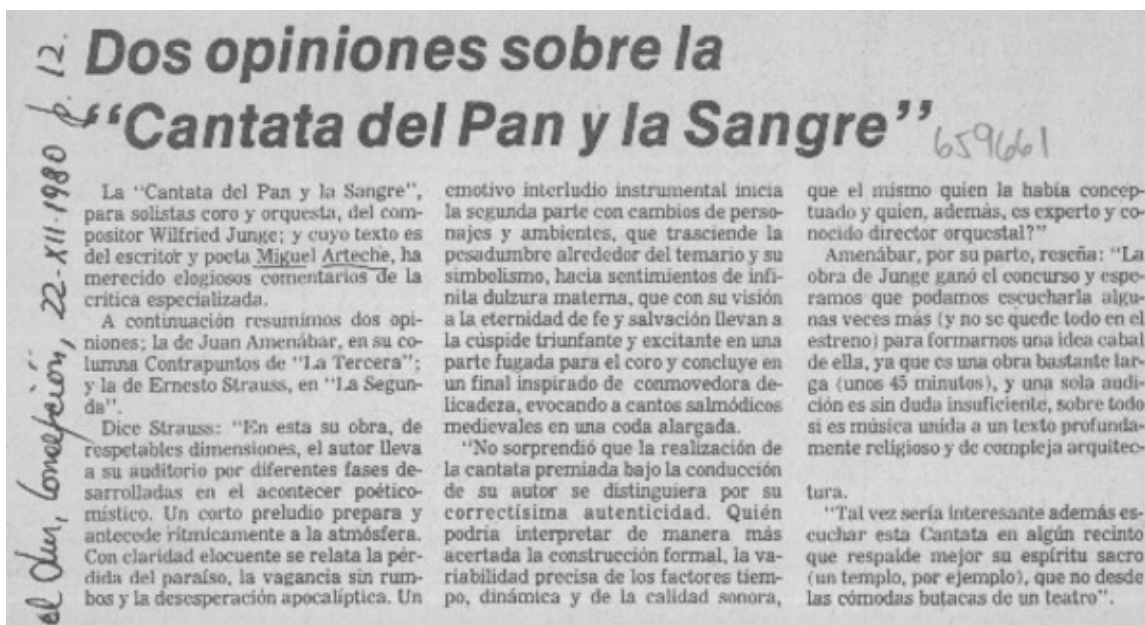 Dos opiniones sobre la
“Cantata del Pan y la Sangre”
659661
el Sur, Concepción, 22-XII-1980 p. 12.
La “Cantata del Pan y la Sangre”,
para solistas coro y orquesta, del com-
positor Wilfried Junge; y cuyo texto es
del escritor y poeta Miguel Arteche, ha
merecido elogiosos comentarios de la
crítica especializada.
A continuación resumimos dos opi-
niones; la de Juan Amenábar, en su co-
lumna Contrapuntos de “La Tercera”;
y la de Ernesto Strauss, en “La Segun-
da”.
Dice Strauss: “En esta su obra, de
respetables dimensiones, el autor lleva
a su auditorio por diferentes fases de-
sarrolladas en el acontecer poético-
místico. Un corto preludio prepara y
antecede rítmicamente a la atmósfera.
Con claridad elocuente se relata la pér-
dida del paraíso, la vagancia sin rum-
bos y la desesperación apocalíptica. Un
emotivo interludio instrumental inicia
la segunda parte con cambios de perso-
najes y ambientes, que trasciende la
pesadumbre alrededor del temario y su
simbolismo, hacia sentimientos de infi-
nita dulzura materna, que con su visión
a la eternidad de fe y salvación llevan a
la cúspide triunfante y excitante en una
parte fugada para el coro y concluye en
un final inspirado de conmovedora de-
licadeza, evocando a cantos salmódicos
medievales en una coda alargada.
“No sorprendió que la realización de
la cantata premiada bajo la conducción
de su autor se distinguiera por su
correctísima autenticidad. Quién
podría interpretar de manera más
acertada la construcción formal, la va-
riabilidad precisa de los factores tiem-
po, dinámica y de la calidad sonora,
que el mismo quien la había concep-
tuado y quien, además, es experto y co-
nocido director orquestal?”
Amenábar, por su parte, reseña: “La
obra de Junge ganó el concurso y espe-
ramos que podamos escucharla algu-
nas veces más (y no se quede todo en el
estreno) para formarnos una idea cabal
de ella, ya que es una obra bastante lar-
ga (unos 45 minutos), y una sola audi-
ción es sin duda insuficiente, sobre todo
si es música unida a un texto profunda-
mente religioso y de compleja arquitec-
tura.
“Tal vez sería interesante además es-
cuchar esta Cantata en algún recinto
que respalde mejor su espíritu sacro
(un templo, por ejemplo), que no desde
las cómodas butacas de un teatro”.